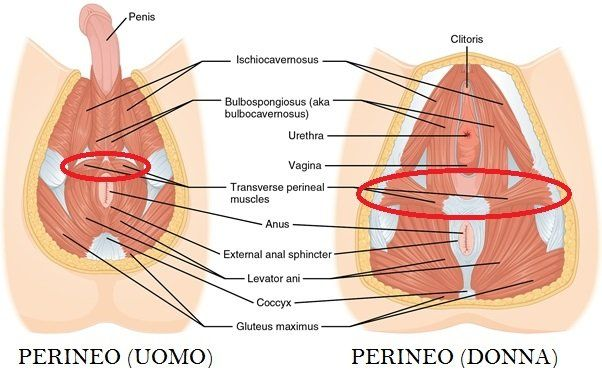 Penis
Clitoris
Ischiocavernosus
Bulbospongiosus (aka
bulbocavernosus)
Urethra
Vagina
Transverse perineal
muscles
Anus
External anal sphincter
Levator ani
Coccyx
Gluteus maximus
PERINEO (UOMO)
PERINEO (DONNA)